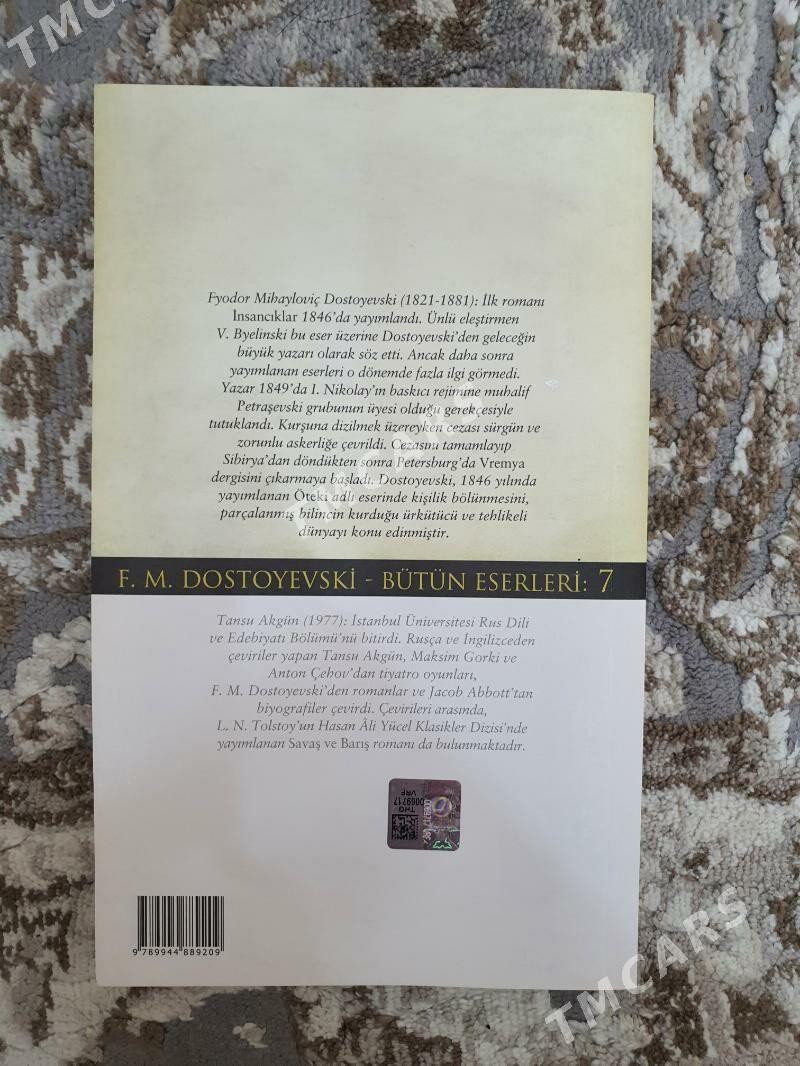 TMCARS
Fyodor Mihayloviç Dostoyevski (1821-1881): İlk romanı
İnsancıklar 1846'da yayımlandı. Ünlü eleştirmen
V. Byelinski bu eser üzerine Dostoyevski'den geleceğin
büyük yazarı olarak söz etti. Ancak daha sonra
yayımlanan eserleri o dönemde fazla ilgi görmedi.
Yazar 1849'da I. Nikolay'ın baskıcı rejimine muhalif
Petraşevski grubunun üyesi olduğu gerekçesiyle
tutuklandı. Kurşuna dizilmek üzereyken cezası sürgün ve
zorunlu askerliğe çevrildi. Cezasını tamamlayıp
Sibirya'dan döndükten sonra Petersburg'da Vremya
dergisini çıkarmaya başladı. Dostoyevski, 1846 yılında
yayımlanan Öteki adlı eserinde kişilik bölünmesini,
parçalanmış bilincin kurduğu ürkütücü ve tehlikeli
dünyayı konu edinmiştir.
TMCARS
F. M. DOSTOYEVSKİ - BÜTÜN ESERLERİ: 7
Tansu Akgün (1977): İstanbul Üniversitesi Rus Dili
ve Edebiyatı Bölümü'nü bitirdi. Rusça ve İngilizceden
çeviriler yapan Tansu Akgün, Maksim Gorki ve
Anton Çehov'dan tiyatro oyunları,
F. M. Dostoyevski'den romanlar ve Jacob Abbott'tan
biyografiler çevirdi. Çevirileri arasında,
L. N. Tolstoy'un Hasan Âli Yücel Klasikler Dizisi'nde
yayımlanan Savaş ve Barış romanı da bulunmaktadır.
THG
0069717
VRF
9 789944 889209
TMCARS